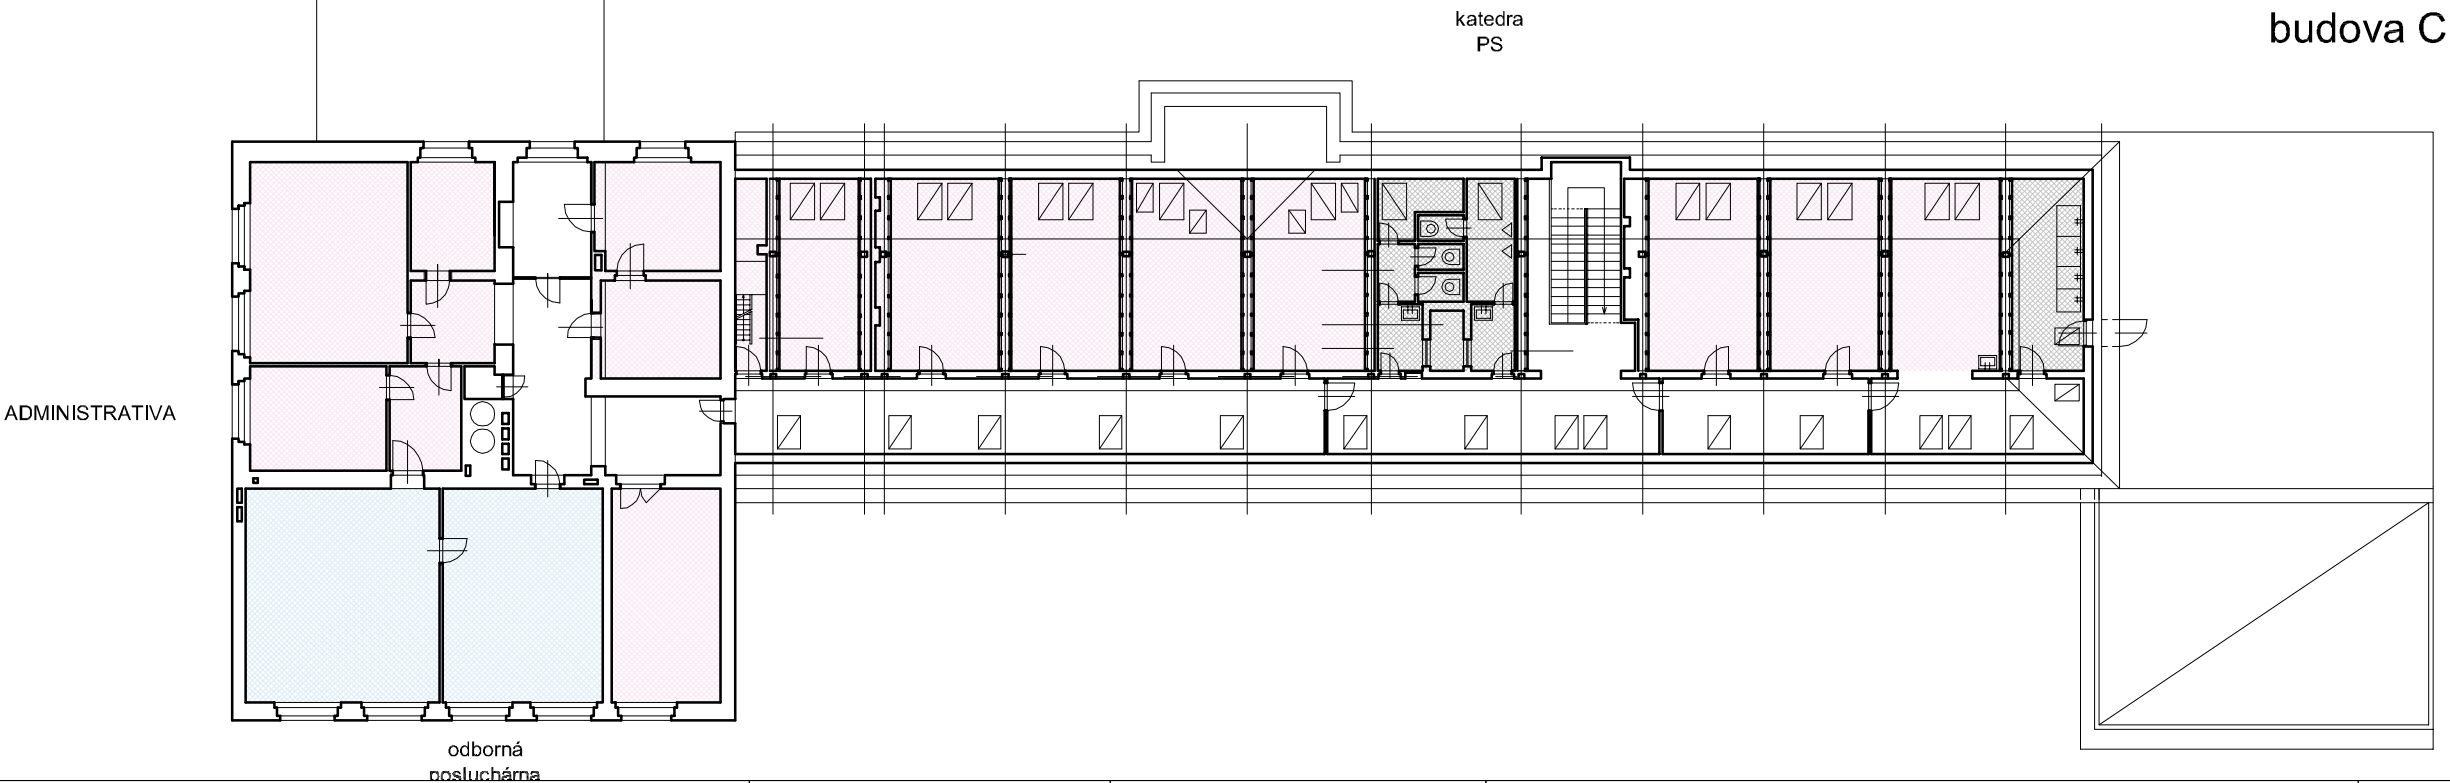 katedra
PS
budova C
ADMINISTRATIVA
odborná
posluchárna